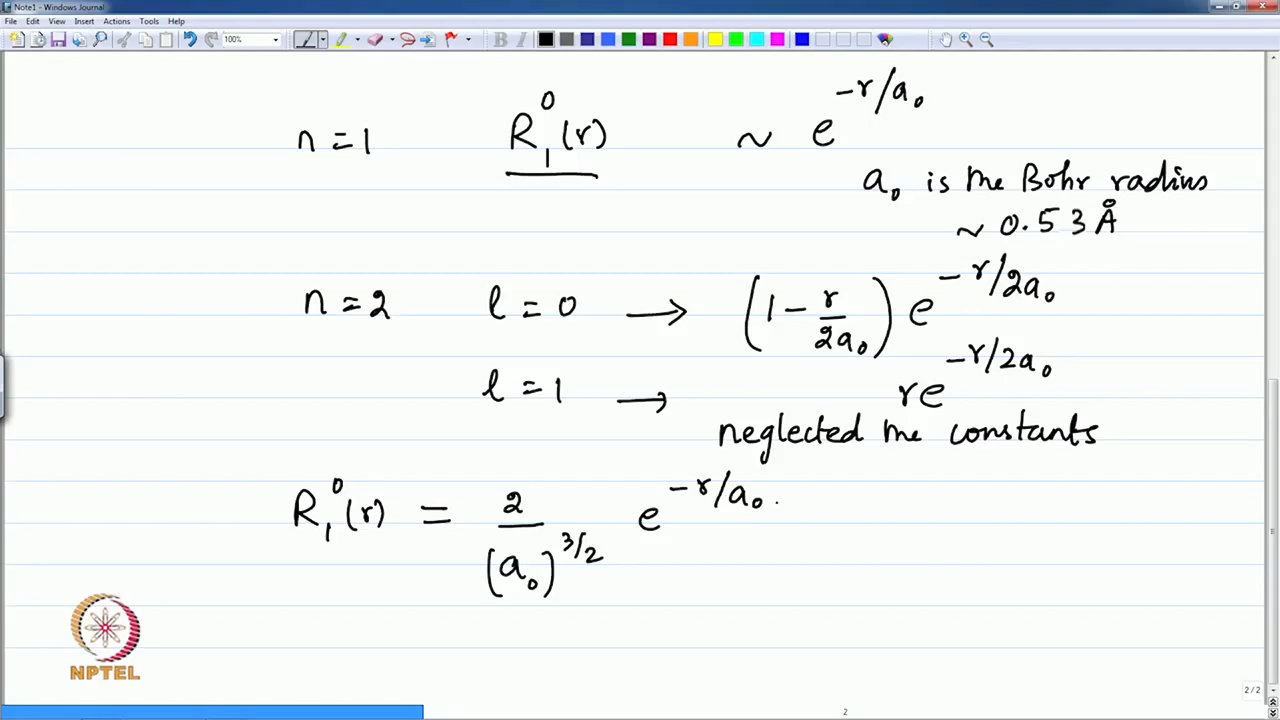 Note1 - Windows Journal
File Edit View Insert Actions Tools Help
100%
n = 1 R₁⁰(r) ~ e^(-r/a₀)
a₀ is the Bohr radius
~ 0.53 Å
n = 2 l = 0 → (1 - r/2a₀) e^(-r/2a₀)
l = 1 → r e^(-r/2a₀)
neglected the constants
R₁⁰(r) = 2/(a₀)^(3/2) e^(-r/a₀).
NPTEL
2/2
2